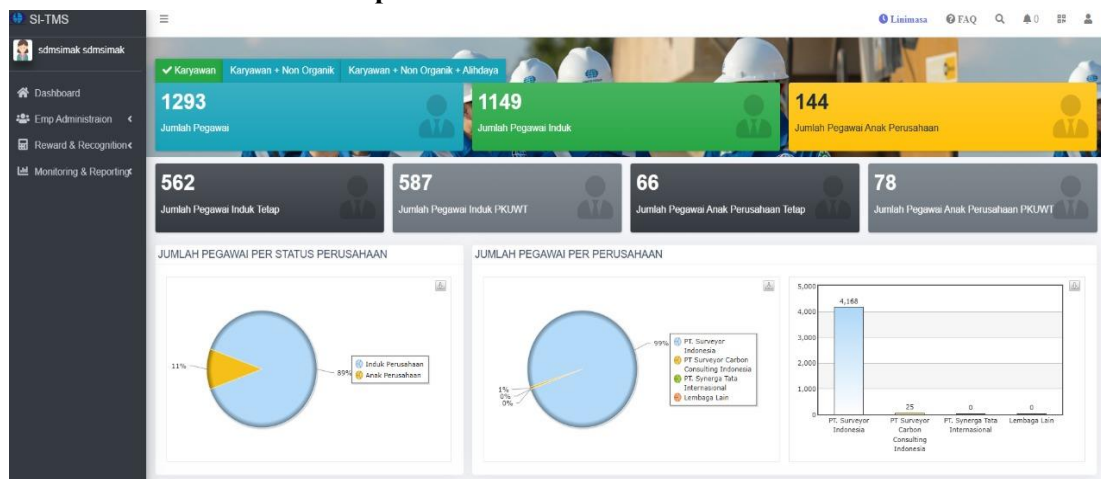 SI-TMS
Linimasa
FAQ
0
sdmsimak sdmsimak
Dashboard
Emp Administraion
Reward & Recognition
Monitoring & Reporting
Karyawan
Karyawan + Non Organik
Karyawan + Non Organik + Alihdaya
1293
Jumlah Pegawai
1149
Jumlah Pegawai Induk
144
Jumlah Pegawai Anak Perusahaan
562
Jumlah Pegawai Induk Tetap
587
Jumlah Pegawai Induk PKUWT
66
Jumlah Pegawai Anak Perusahaan Tetap
78
Jumlah Pegawai Anak Perusahaan PKUWT
JUMLAH PEGAWAI PER STATUS PERUSAHAAN
11%
89%
Induk Perusahaan
Anak Perusahaan
JUMLAH PEGAWAI PER PERUSAHAAN
99%
1%
0%
0%
PT. Surveyor
Indonesia
PT Surveyor Carbon
Consulting Indonesia
PT. Synerga Tata
Internasional
Lembaga Lain
5,000
4,000
3,000
2,000
1,000
0
4,168
25
0
0
PT. Surveyor
Indonesia
PT Surveyor
Carbon
Consulting
Indonesia
PT. Synerga Tata
Internasional
Lembaga Lain